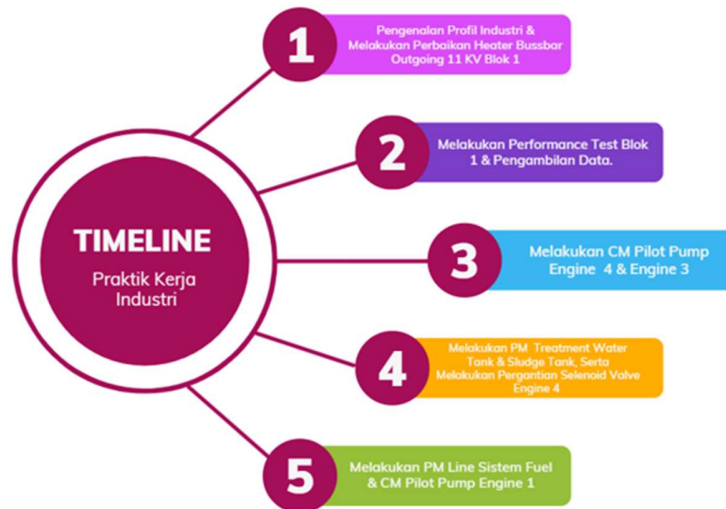 1
Pengenalan Profil Industri &
Melakukan Perbaikan Heater Bussbar
Outgoing 11 KV Blok 1
2
Melakukan Performance Test Blok
1 & Pengambilan Data.
TIMELINE
Praktik Kerja
Industri
3
Melakukan CM Pilot Pump
Engine 4 & Engine 3
4
Melakukan PM Treatment Water
Tank & Sludge Tank, Serta
Melakukan Pergantian Selenoid Valve
Engine 4
5
Melakukan PM Line Sistem Fuel
& CM Pilot Pump Engine 1